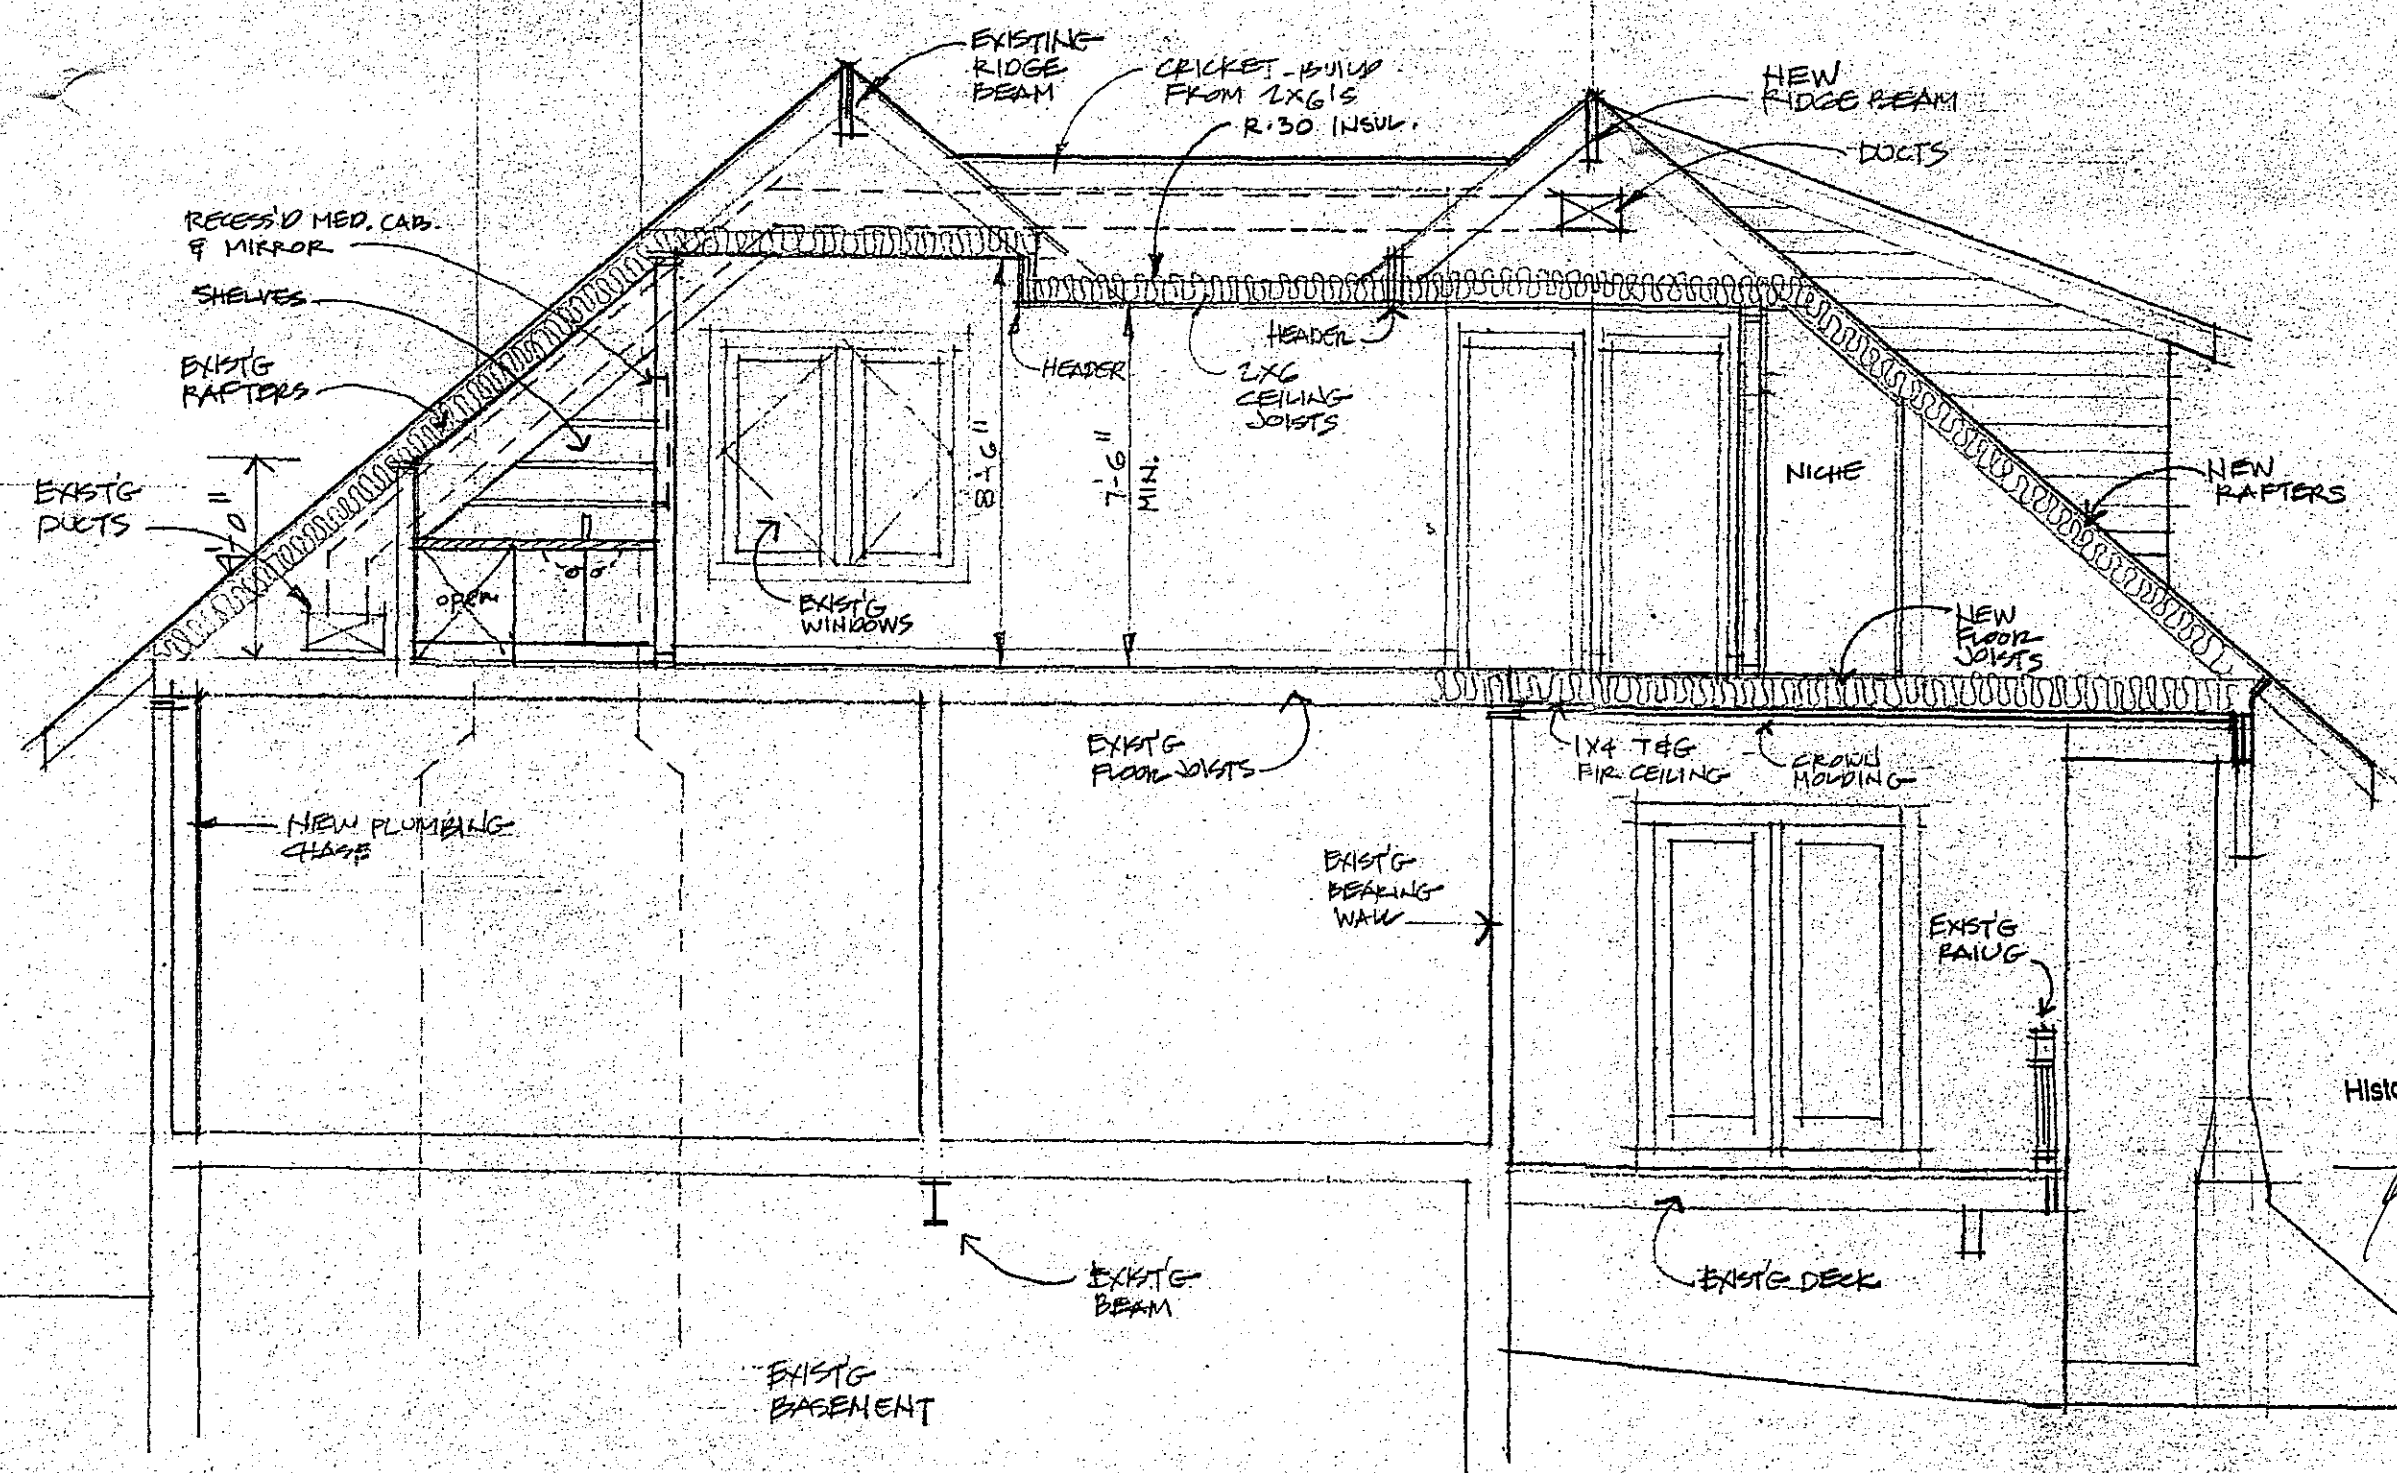 EXISTING
RIDGE
BEAM
CRICKET - BUILD
FROM 2X6'S
R-30 INSUL.
NEW
RIDGE BEAM
DUCTS
RECESS'D MED. CAB.
& MIRROR
SHELVES
EXIST'G
RAFTERS
EXIST'G
DUCTS
OPEN
EXIST'G
WINDOWS
8'-6"
7'-6"
MIN.
HEADER
HEADER
2X6
CEILING
JOISTS
NICHE
NEW
RAFTERS
NEW
FLOOR
JOISTS
EXIST'G
FLOOR JOISTS
1X4 T&G
FIR CEILING
CROWN
MOLDING
NEW PLUMBING
CHASE
EXIST'G
BEARING
WALL
EXIST'G
RAIL'G
EXIST'G
BEAM
EXIST'G DECK
EXIST'G
BASEMENT